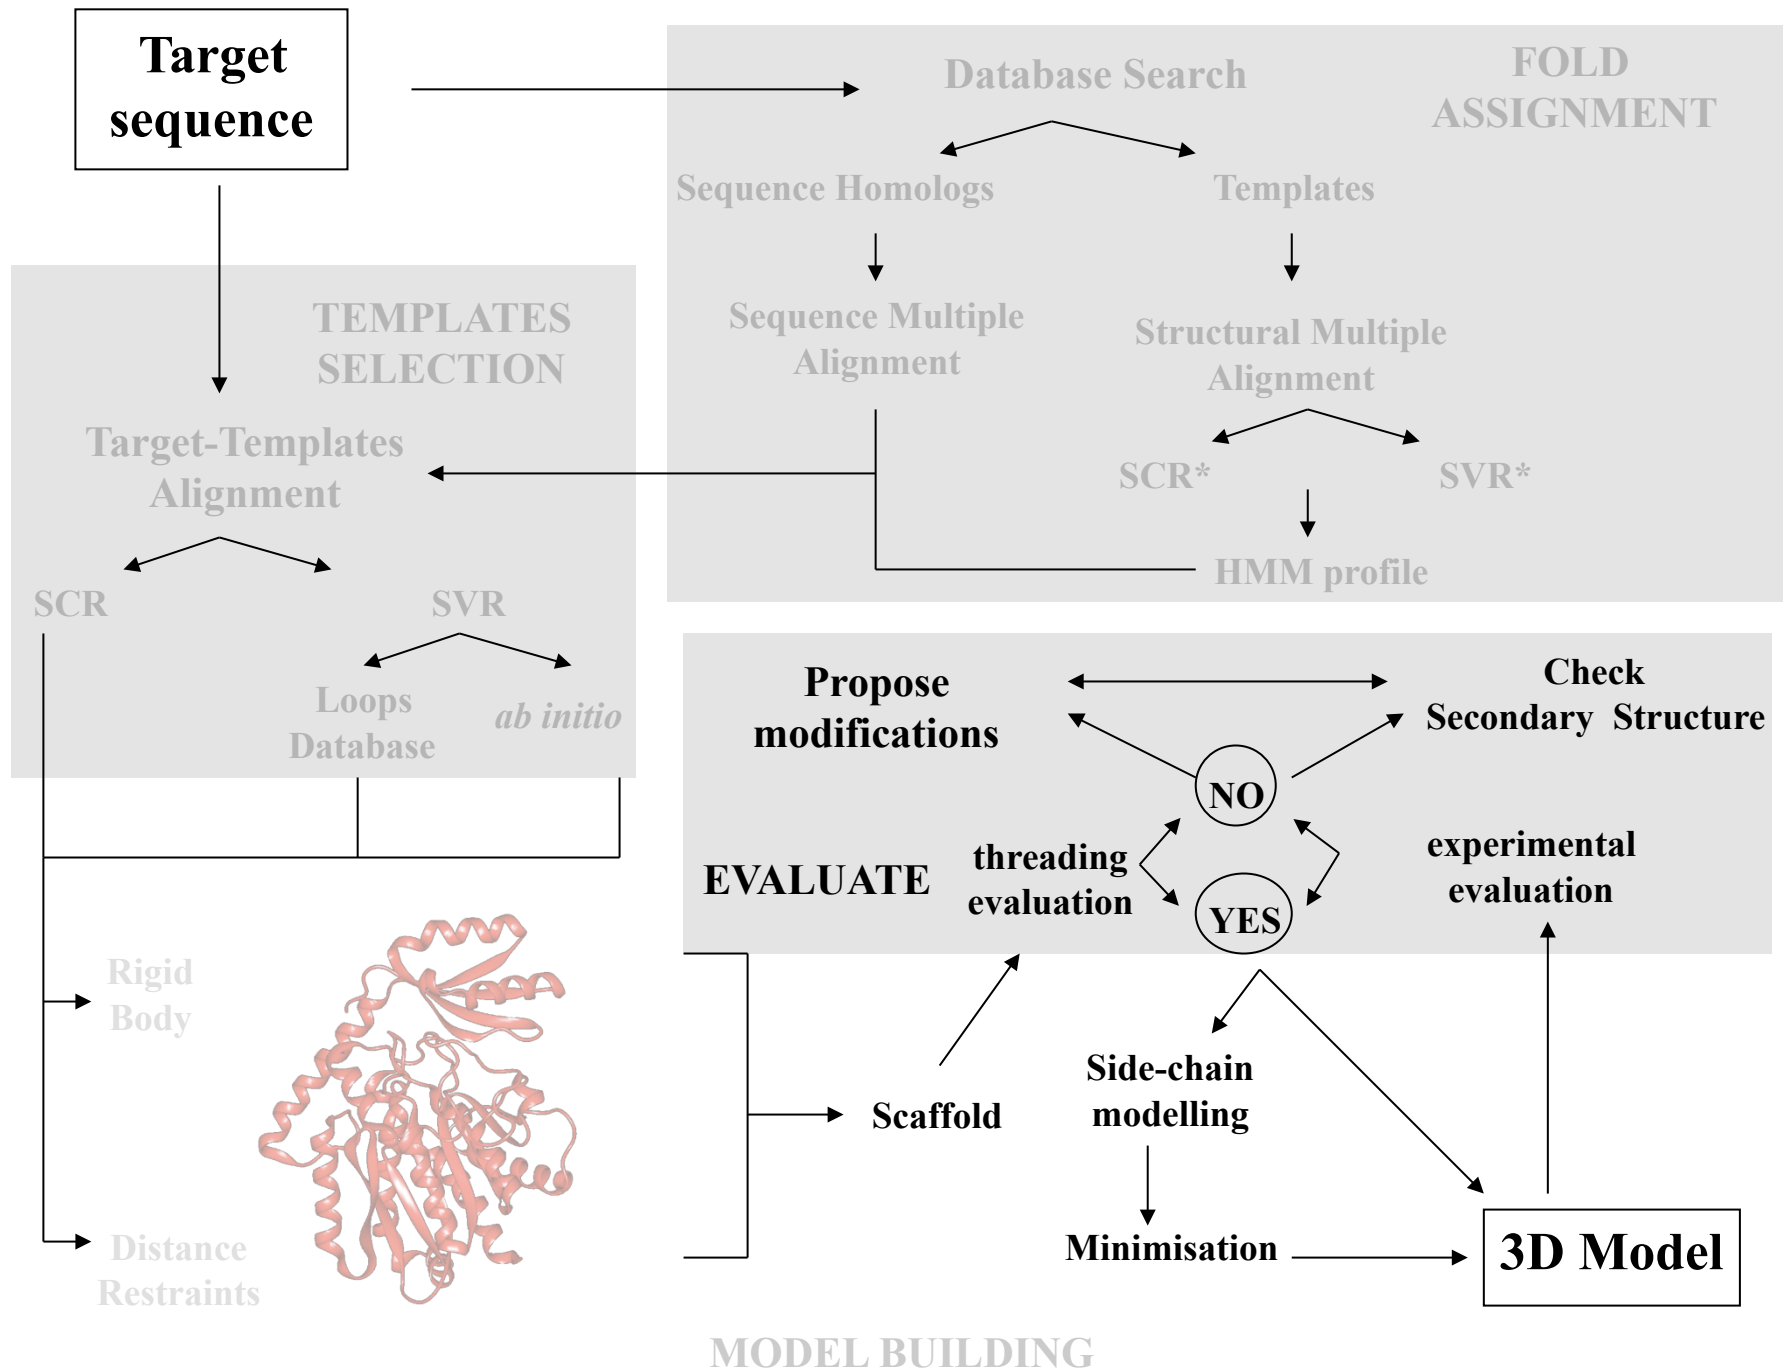 Target
sequence
Database Search
FOLD
ASSIGNMENT
Sequence Homologs
Templates
Sequence Multiple
Alignment
Structural Multiple
Alignment
SCR*
SVR*
HMM profile
TEMPLATES
SELECTION
Target-Templates
Alignment
SCR
SVR
Loops
Database
ab initio
Propose
modifications
Check
Secondary Structure
NO
EVALUATE
threading
evaluation
YES
experimental
evaluation
Rigid
Body
Distance
Restraints
Scaffold
Side-chain
modelling
Minimisation
3D Model
MODEL BUILDING